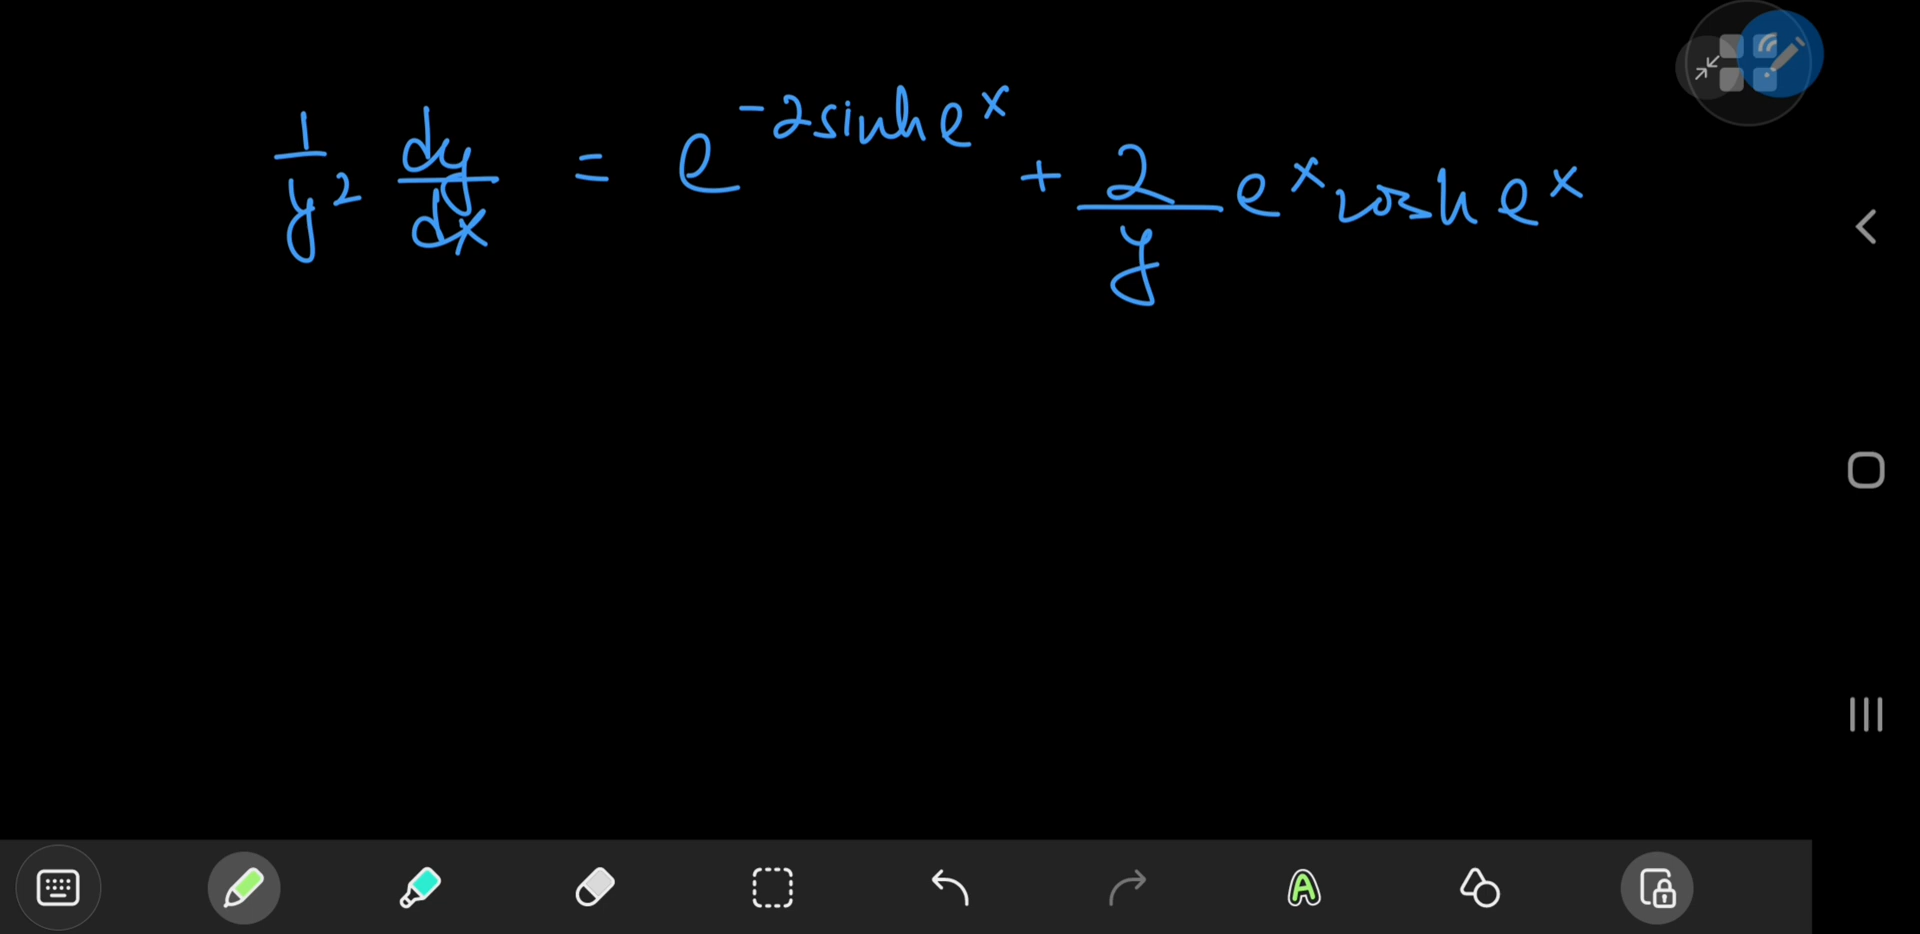 1/y² dy/dx = e^(-2sinh e^x) + 2/y e^x cosh e^x
A